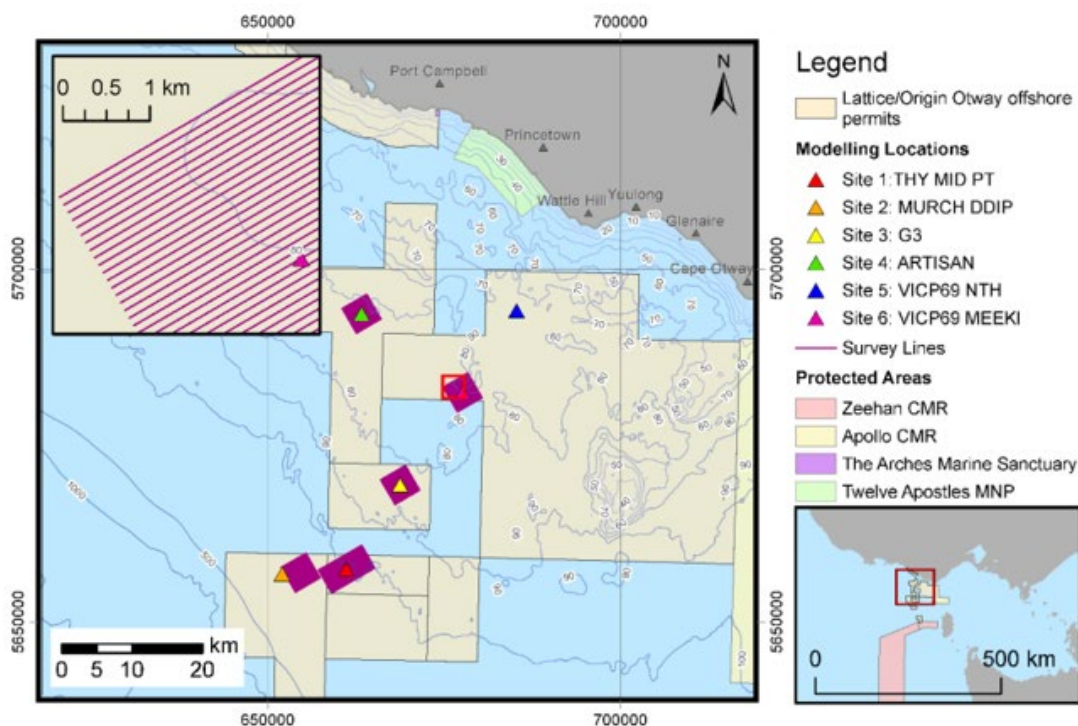 650000
700000
0 0.5 1 km
N
Port Campbell
Princetown
Wattle Hill
Yuulong
Glenaire
Cape Otway
5700000
5700000
5650000
5650000
1000
500
km
0 5 10 20
650000
700000
Legend
Lattice/Origin Otway offshore
permits
Modelling Locations
Site 1:THY MID PT
Site 2: MURCH DDIP
Site 3: G3
Site 4: ARTISAN
Site 5: VICP69 NTH
Site 6: VICP69 MEEKI
Survey Lines
Protected Areas
Zeehan CMR
Apollo CMR
The Arches Marine Sanctuary
Twelve Apostles MNP
0 500 km